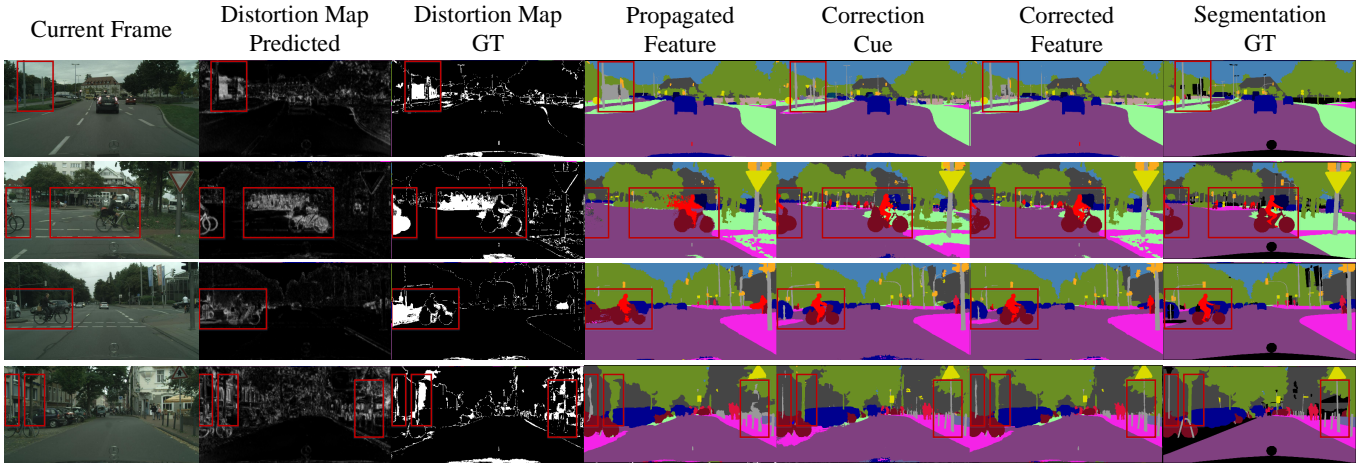 Current Frame
Distortion Map
Predicted
Distortion Map
GT
Propagated
Feature
Correction
Cue
Corrected
Feature
Segmentation
GT